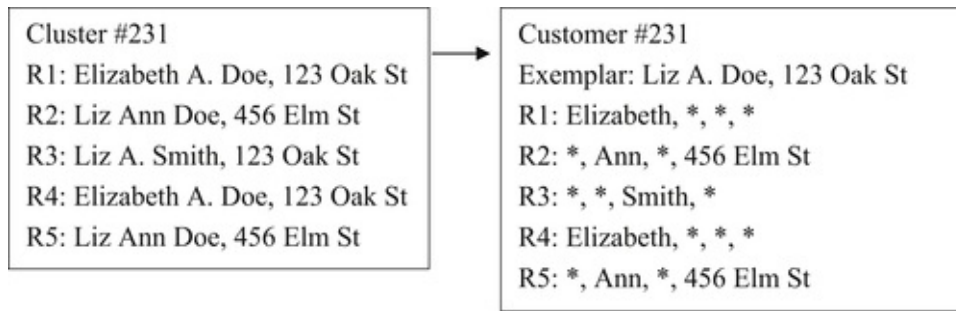 Cluster #231
R1: Elizabeth A. Doe, 123 Oak St
R2: Liz Ann Doe, 456 Elm St
R3: Liz A. Smith, 123 Oak St
R4: Elizabeth A. Doe, 123 Oak St
R5: Liz Ann Doe, 456 Elm St
Customer #231
Exemplar: Liz A. Doe, 123 Oak St
R1: Elizabeth, *, *, *
R2: *, Ann, *, 456 Elm St
R3: *, *, Smith, *
R4: Elizabeth, *, *, *
R5: *, Ann, *, 456 Elm St